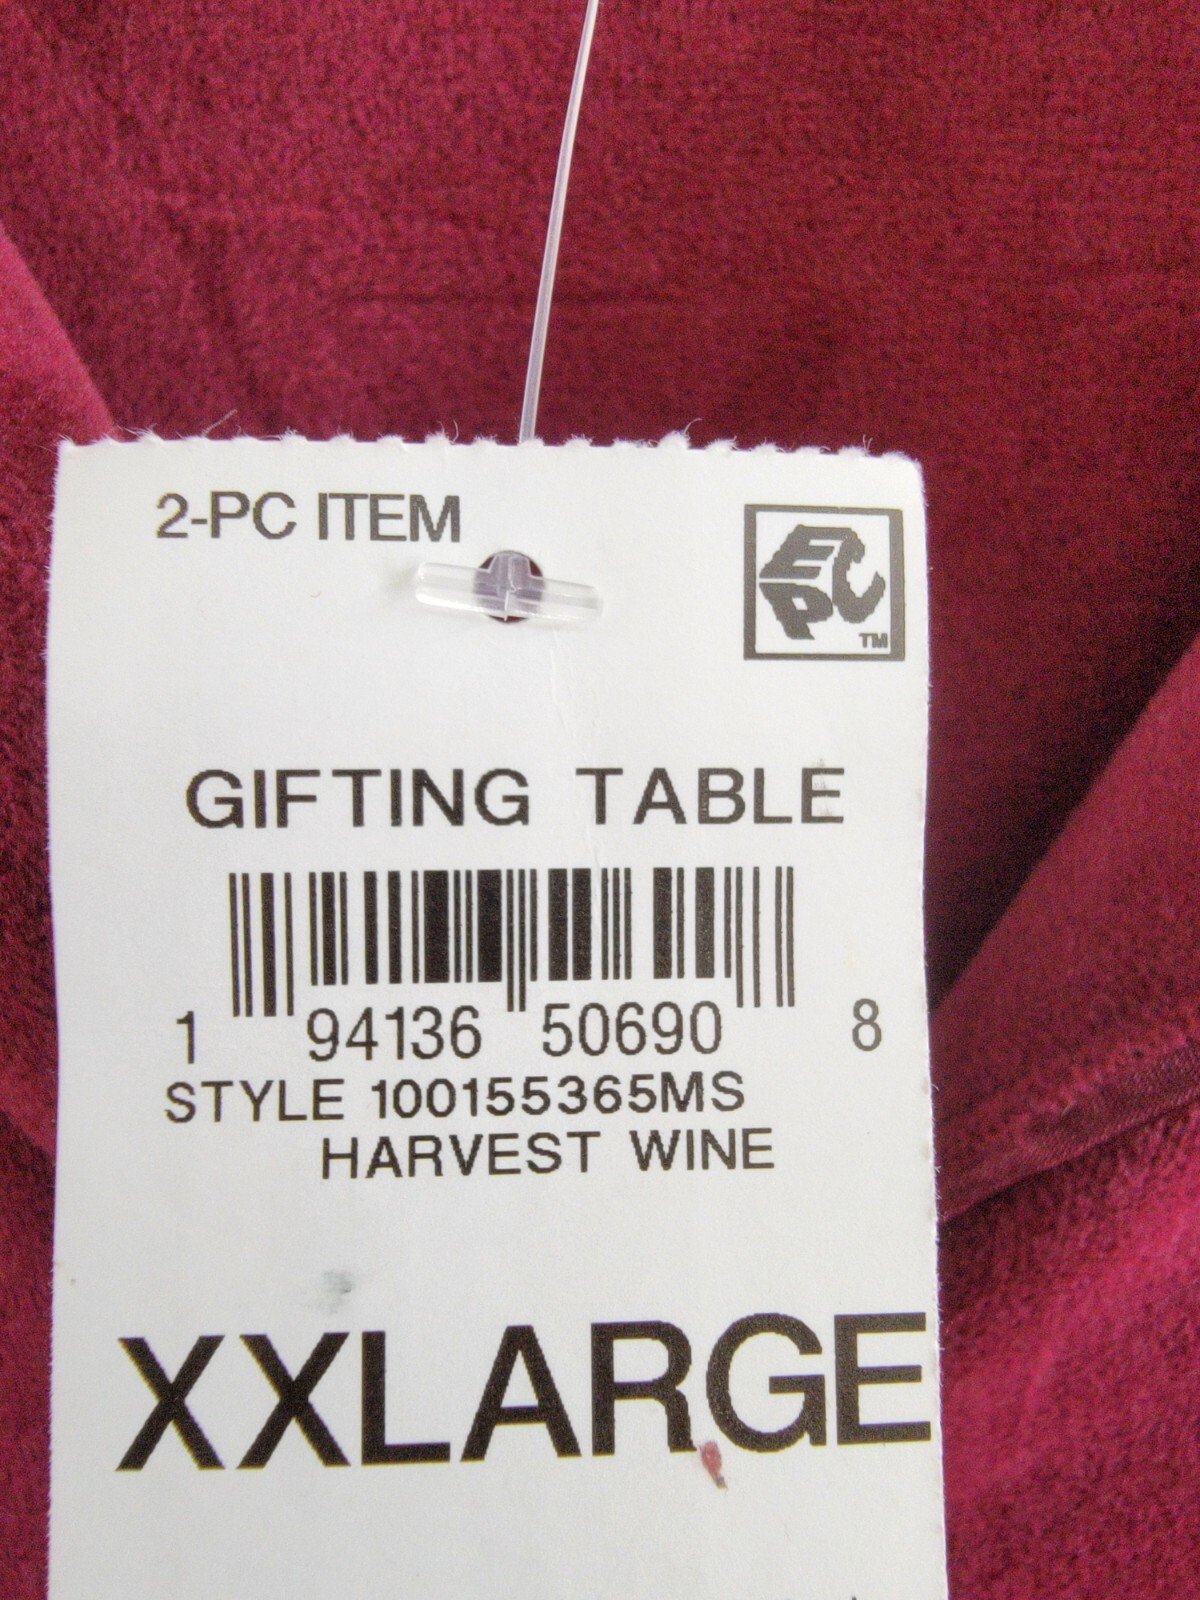 2-PC ITEM
EPC
TM
GIFTING TABLE
1 94136 50690 8
STYLE 100155365MS
HARVEST WINE
XXLARGE